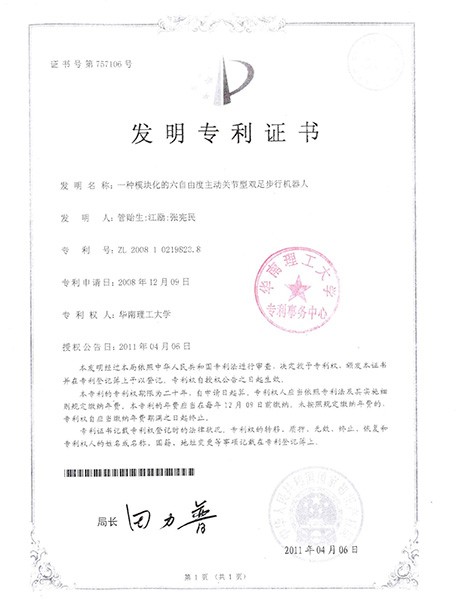 证书号第757106号
发明专利证书
发明名称：一种模块化的六自由度主动关节型双足步行机器人
发明人：管贻生;江励;张宪民
专利号：ZL 2008 1 0219822.8
专利申请日：2008年12月09日
专利权人：华南理工大学
授权公告日：2011年04月06日
华南理工大学
专利事务中心
本发明经过本局依照中华人民共和国专利法进行审查，决定授予专利权，颁发本证书
并在专利登记簿上予以登记。专利权自授权公告之日起生效。
本专利的专利权期限为二十年，自申请日起算。专利权人应当依照专利法及其实施细
则规定缴纳年费。本专利的年费应当在每年12月09日前缴纳。未按照规定缴纳年费的，
专利权自应当缴纳年费期满之日起终止。
专利证书记载专利权登记时的法律状况。专利权的转移、质押、无效、终止、恢复和
专利权人的姓名或名称、国籍、地址变更等事项记载在专利登记簿上。
局长
田力普
2011年04月06日
第1页（共1页）